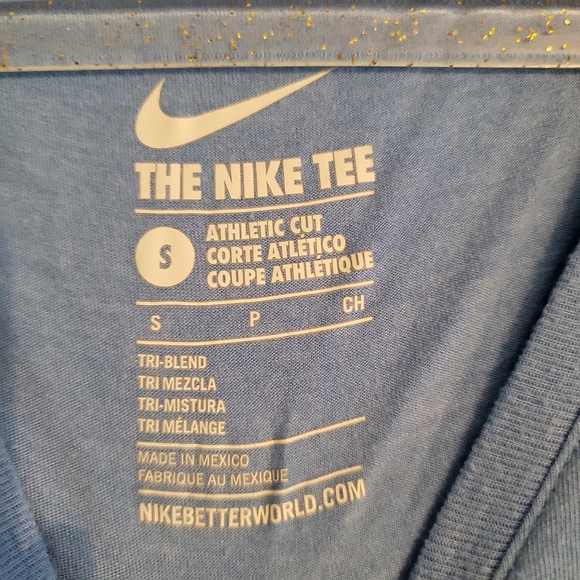 THE NIKE TEE
S
ATHLETIC CUT
CORTE ATLÉTICO
COUPE ATHLÉTIQUE
S P CH
TRI-BLEND
TRI MEZCLA
TRI-MISTURA
TRI MÉLANGE
MADE IN MEXICO
FABRIQUE AU MEXIQUE
NIKEBETTERWORLD.COM